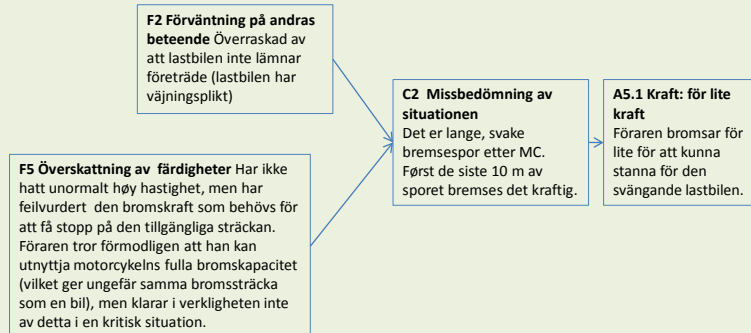 F2 Förväntning på andras
beteende Överraskad av
att lastbilen inte lämnar
företräde (lastbilen har
väjningsplikt)
F5 Överskattning av färdigheter Har ikke
hatt unormalt høy hastighet, men har
feilvurdert den bromskraft som behövs för
att få stopp på den tillgängliga sträckan.
Föraren tror förmodligen att han kan
utnyttja motorcykelns fulla bromskapacitet
(vilket ger ungefär samma bromssträcka
som en bil), men klarar i verkligheten inte
av detta i en kritisk situation.
C2 Missbedömning av
situationen
Det er lange, svake
bremsespor etter MC.
Først de siste 10 m av
sporet bremses det kraftig.
A5.1 Kraft: för lite
kraft
Föraren bromsar för
lite för att kunna
stanna för den
svängande lastbilen.